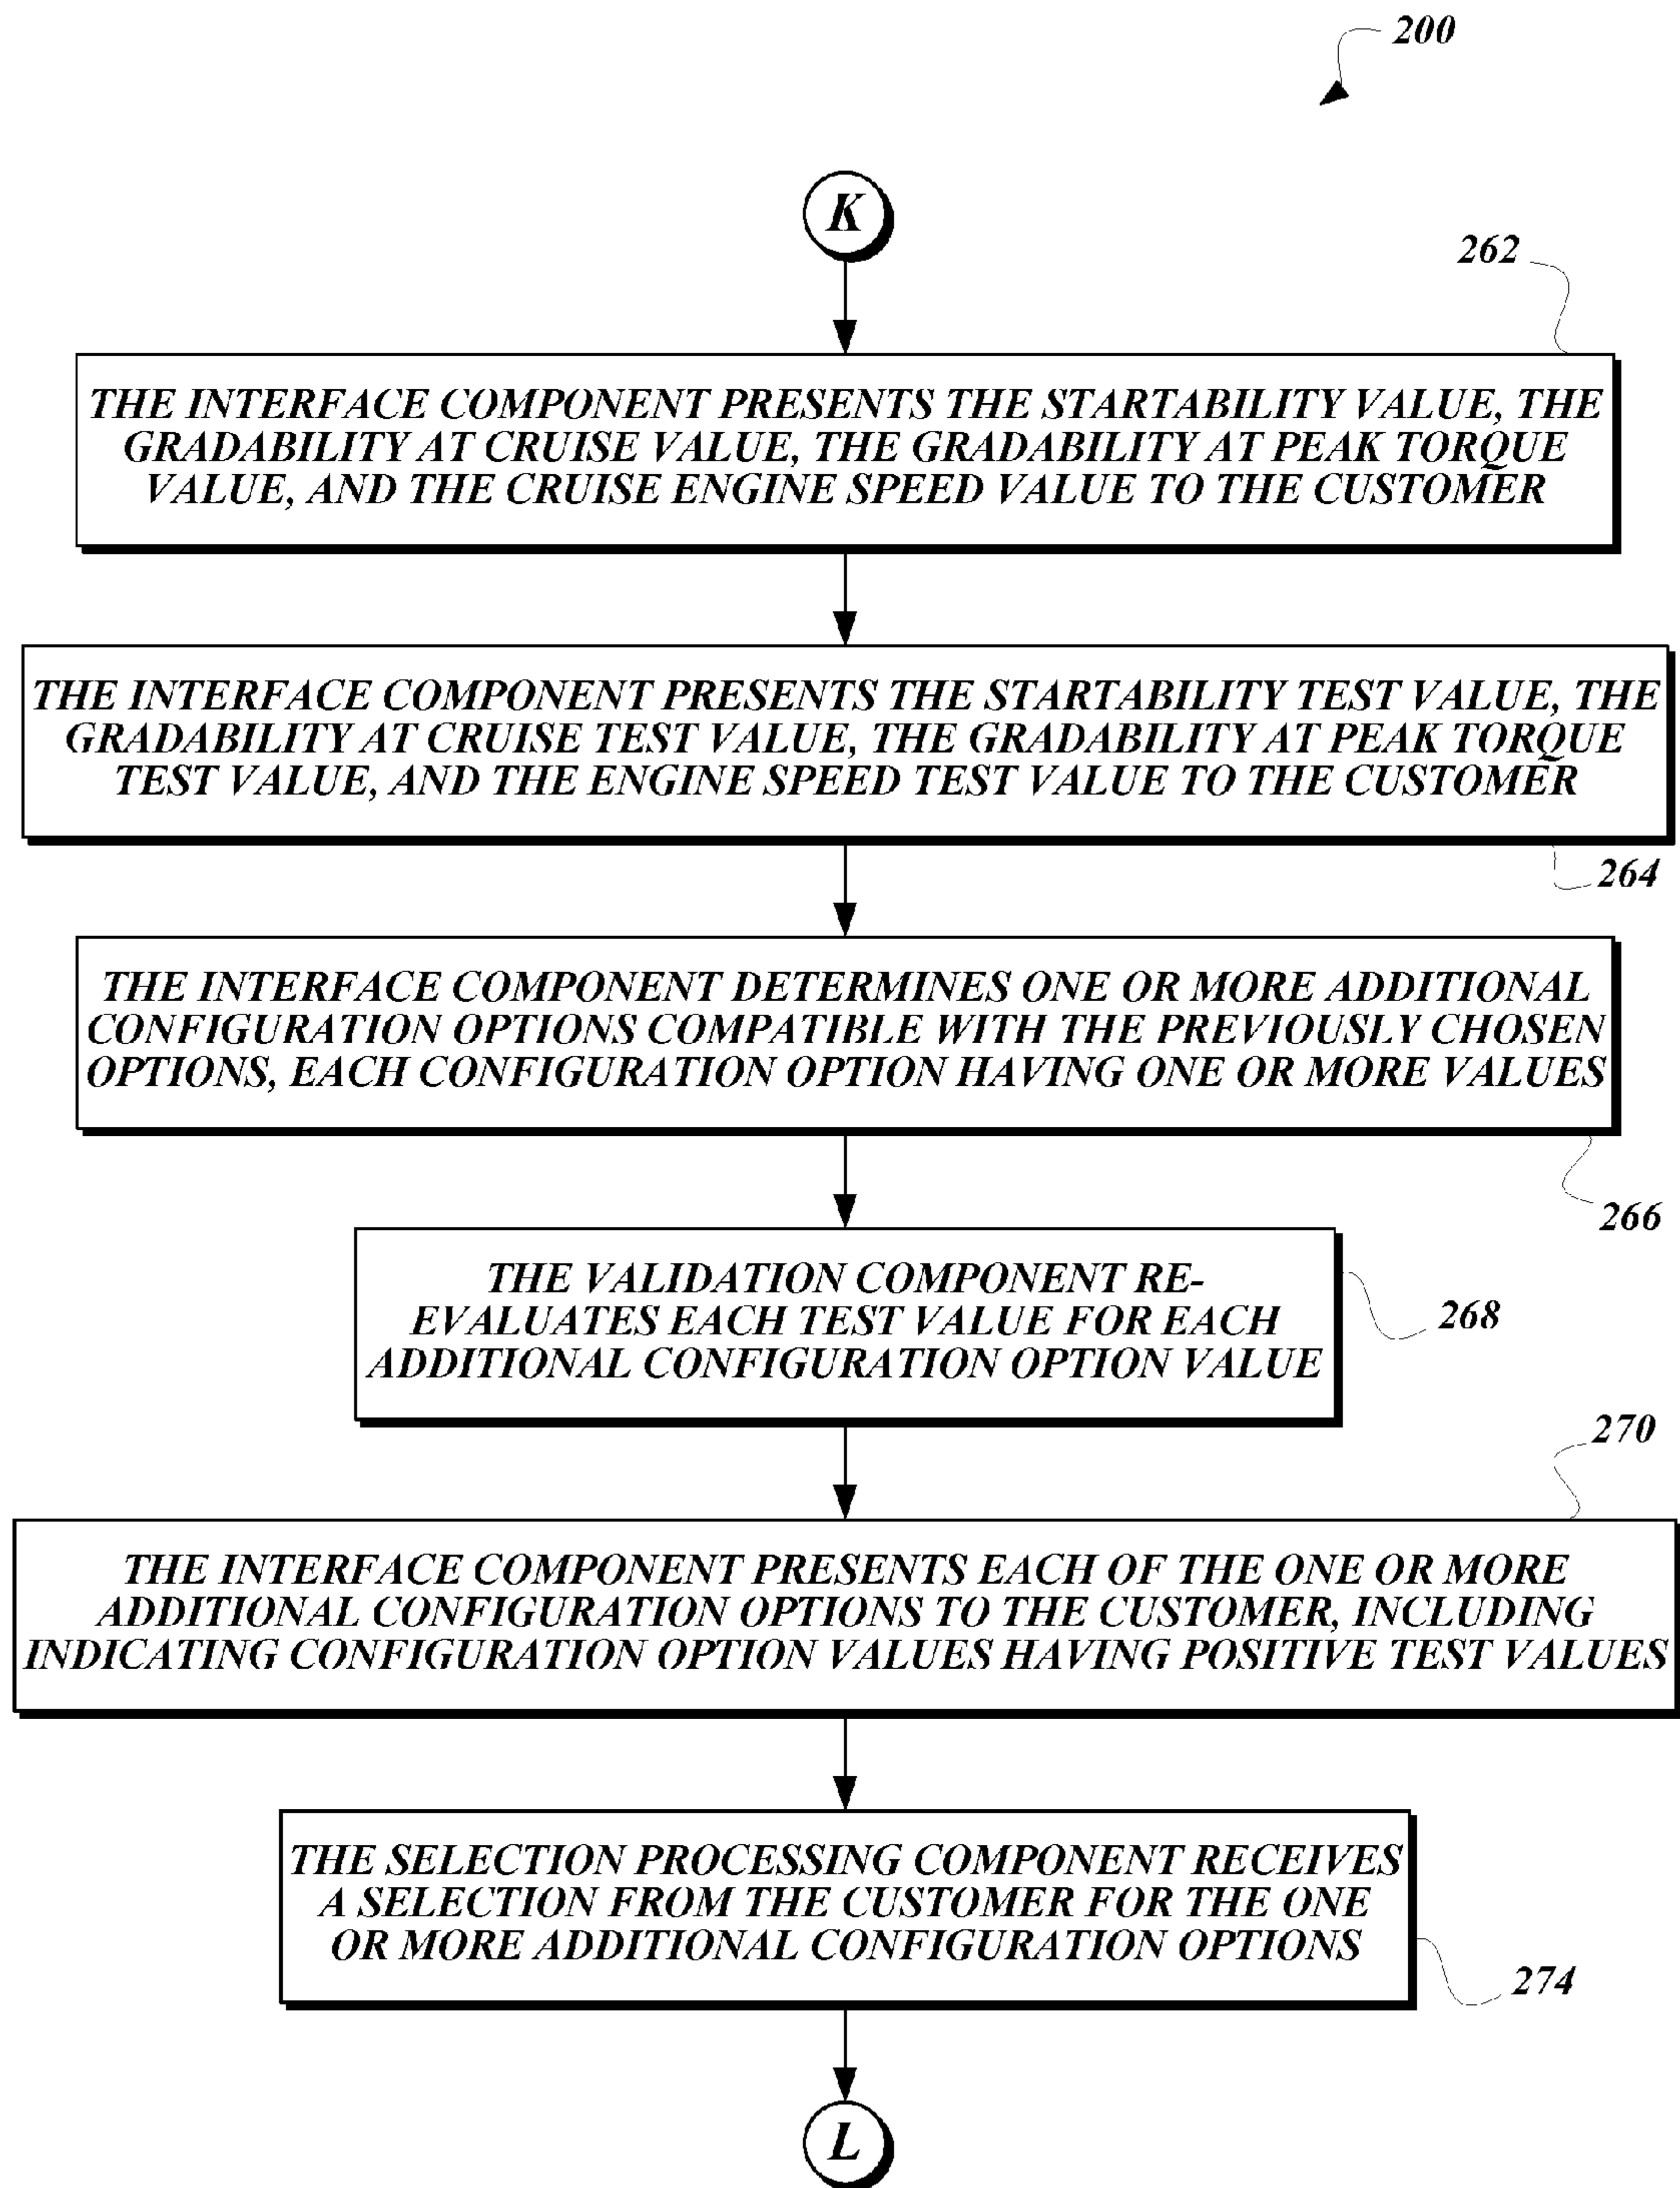 200
K
262
THE INTERFACE COMPONENT PRESENTS THE STARTABILITY VALUE, THE
GRADABILITY AT CRUISE VALUE, THE GRADABILITY AT PEAK TORQUE
VALUE, AND THE CRUISE ENGINE SPEED VALUE TO THE CUSTOMER
THE INTERFACE COMPONENT PRESENTS THE STARTABILITY TEST VALUE, THE
GRADABILITY AT CRUISE TEST VALUE, THE GRADABILITY AT PEAK TORQUE
TEST VALUE, AND THE ENGINE SPEED TEST VALUE TO THE CUSTOMER
264
THE INTERFACE COMPONENT DETERMINES ONE OR MORE ADDITIONAL
CONFIGURATION OPTIONS COMPATIBLE WITH THE PREVIOUSLY CHOSEN
OPTIONS, EACH CONFIGURATION OPTION HAVING ONE OR MORE VALUES
266
THE VALIDATION COMPONENT RE-
EVALUATES EACH TEST VALUE FOR EACH
ADDITIONAL CONFIGURATION OPTION VALUE
268
270
THE INTERFACE COMPONENT PRESENTS EACH OF THE ONE OR MORE
ADDITIONAL CONFIGURATION OPTIONS TO THE CUSTOMER, INCLUDING
INDICATING CONFIGURATION OPTION VALUES HAVING POSITIVE TEST VALUES
THE SELECTION PROCESSING COMPONENT RECEIVES
A SELECTION FROM THE CUSTOMER FOR THE ONE
OR MORE ADDITIONAL CONFIGURATION OPTIONS
274
L